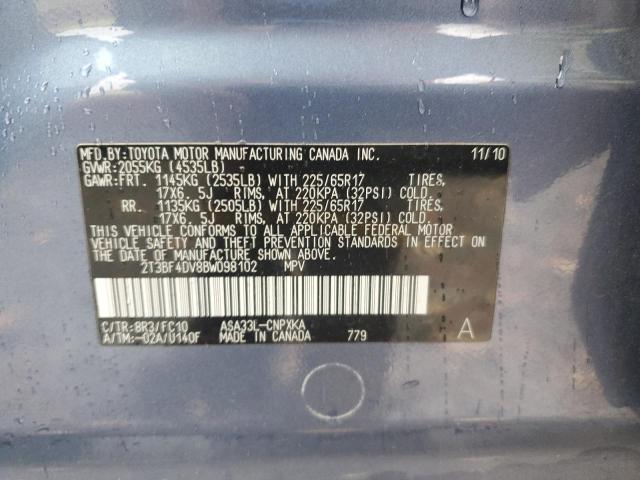 MFD. BY: TOYOTA MOTOR MANUFACTURING CANADA INC. 11/10
GVWR: 2055KG (4535LB)
GAWR: FRT. 1145KG (2535LB) WITH 225/65R17 TIRES,
17X6.5J RIMS, AT 220KPA (32PSI) COLD.
RR. 1135KG (2505LB) WITH 225/65R17 TIRES,
17X6.5J RIMS, AT 220KPA (32PSI) COLD.
THIS VEHICLE CONFORMS TO ALL APPLICABLE FEDERAL MOTOR
VEHICLE SAFETY AND THEFT PREVENTION STANDARDS IN EFFECT
ON THE DATE OF MANUFACTURE SHOWN ABOVE.
2T3BF4DV8BW098102 MPV
C/TR: 8R3/FC10 ASA33L-CNPXKA A
A/TM: -02A/U140F MADE IN CANADA 779